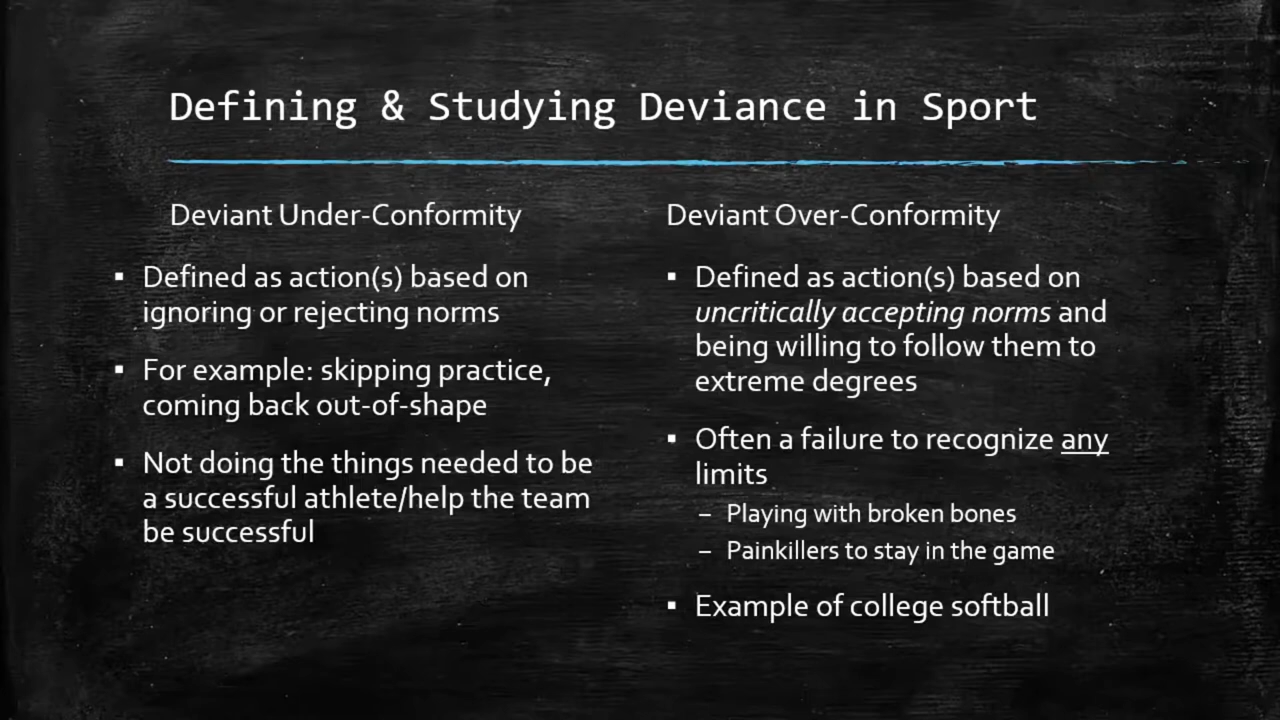 Defining & Studying Deviance in Sport
Deviant Under-Conformity
▪ Defined as action(s) based on
ignoring or rejecting norms
▪ For example: skipping practice,
coming back out-of-shape
▪ Not doing the things needed to be
a successful athlete/help the team
be successful
Deviant Over-Conformity
▪ Defined as action(s) based on
uncritically accepting norms and
being willing to follow them to
extreme degrees
▪ Often a failure to recognize any
limits
– Playing with broken bones
– Painkillers to stay in the game
▪ Example of college softball